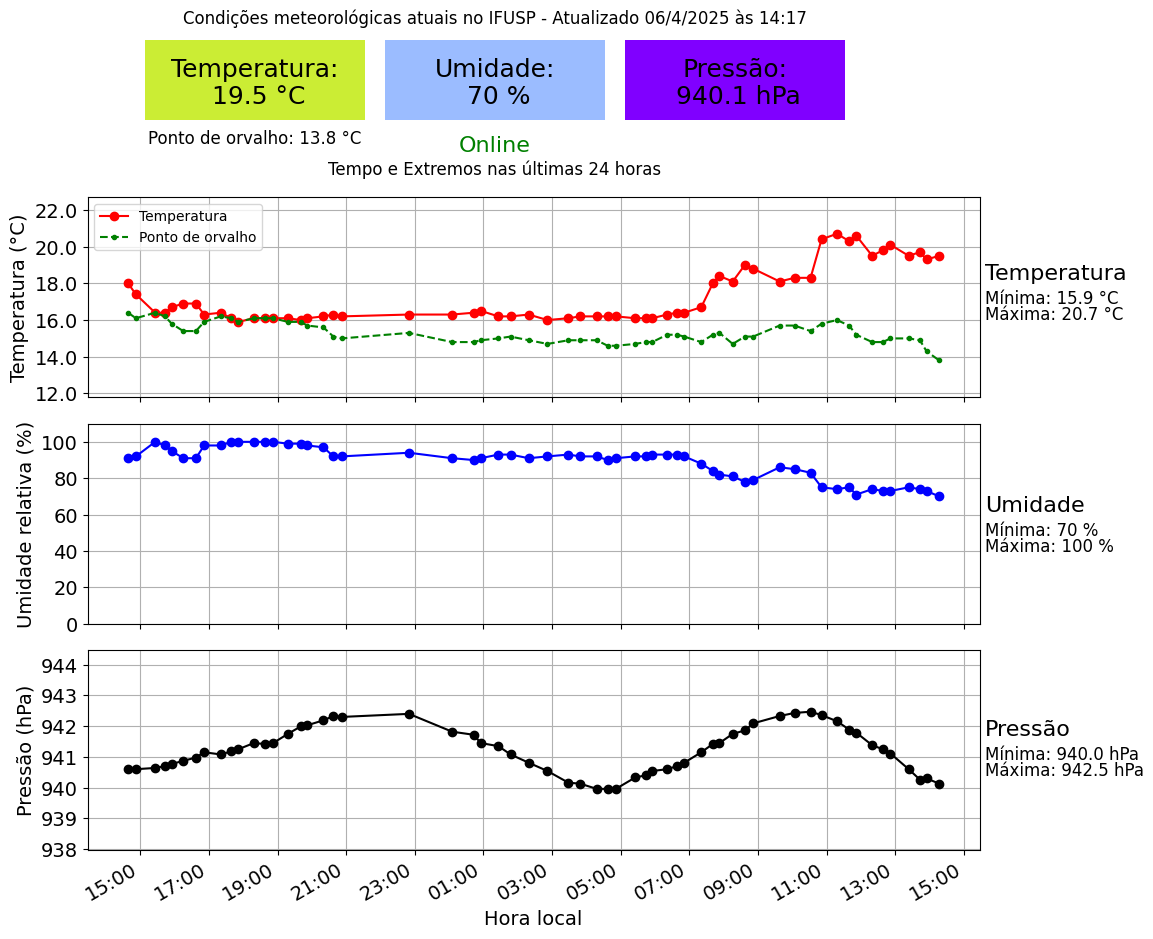 Condições meteorológicas atuais no IFUSP - Atualizado 06/4/2025 às 14:17
Temperatura:
19.5 °C
Umidade:
70 %
Pressão:
940.1 hPa
Ponto de orvalho: 13.8 °C
Online
Tempo e Extremos nas últimas 24 horas
Temperatura (°C)
22.0
20.0
18.0
16.0
14.0
12.0
Temperatura
Ponto de orvalho
Temperatura
Mínima: 15.9 °C
Máxima: 20.7 °C
Umidade relativa (%)
100
80
60
40
20
0
Umidade
Mínima: 70 %
Máxima: 100 %
Pressão (hPa)
944
943
942
941
940
939
938
Pressão
Mínima: 940.0 hPa
Máxima: 942.5 hPa
15:00 17:00 19:00 21:00 23:00 01:00 03:00 05:00 07:00 09:00 11:00 13:00 15:00
Hora local